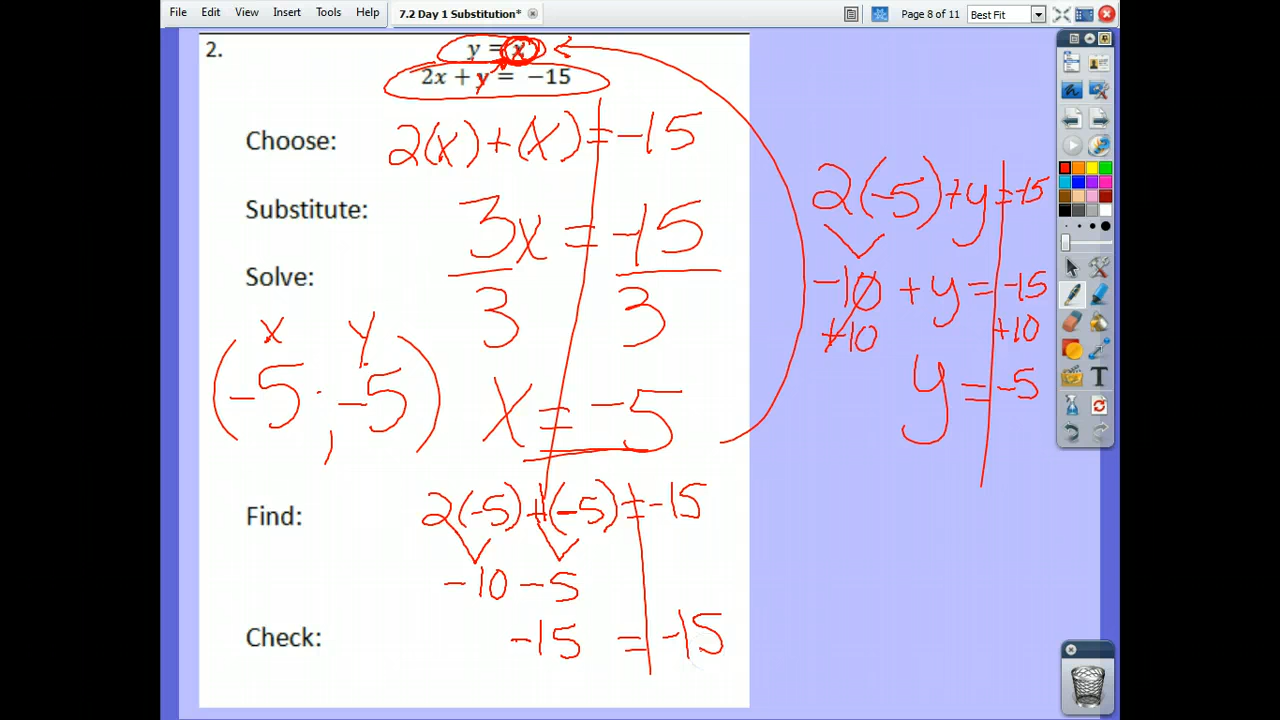 File Edit View Insert Tools Help
7.2 Day 1 Substitution*
Page 8 of 11
Best Fit
2.
y = x
2x + y = −15
Choose:
2(x) + (x) = -15
Substitute:
3x = -15
Solve:
3 3
x y
(-5, -5)
x = -5
Find:
2(-5) + 1(-5) = -15
-10 - 5
Check:
-15 = -15
2(-5) + y = -15
-10 + y = -15
+10 +10
y = -5
T